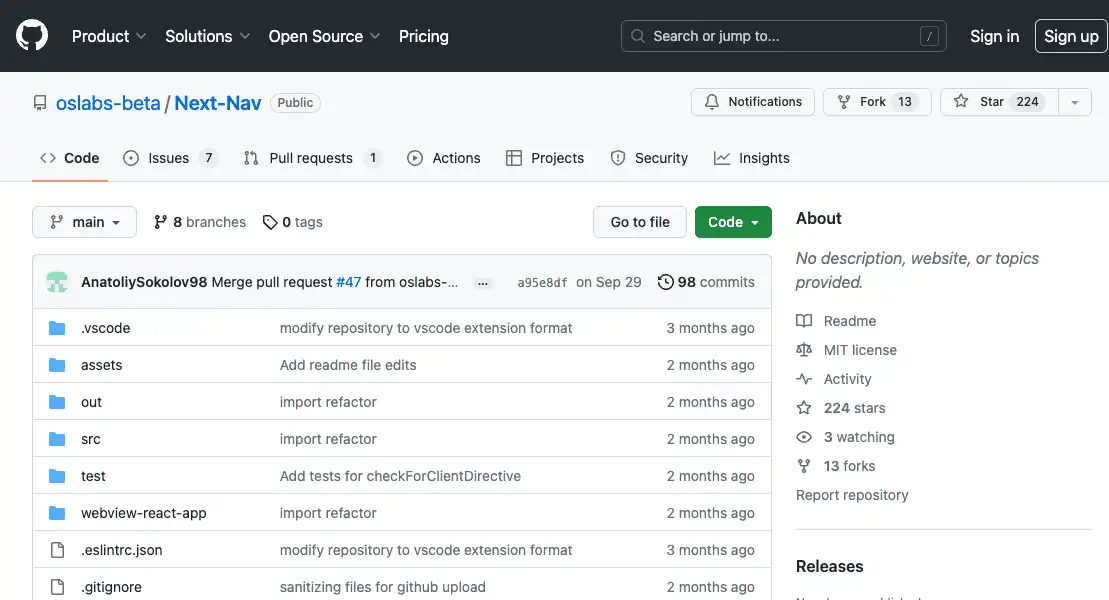 Product Solutions Open Source Pricing Search or jump to... / Sign in Sign up
oslabs-beta / Next-Nav Public Notifications Fork 13 Star 224
Code Issues 7 Pull requests 1 Actions Projects Security Insights
main 8 branches 0 tags Go to file Code
AnatoliySokolov98 Merge pull request #47 from oslabs-… ... a95e8df on Sep 29 98 commits
.vscode modify repository to vscode extension format 3 months ago
assets Add readme file edits 2 months ago
out import refactor 2 months ago
src import refactor 2 months ago
test Add tests for checkForClientDirective 2 months ago
webview-react-app import refactor 2 months ago
.eslintrc.json modify repository to vscode extension format 3 months ago
.gitignore sanitizing files for github upload 2 months ago
About
No description, website, or topics
provided.
Readme
MIT license
Activity
224 stars
3 watching
13 forks
Report repository
Releases